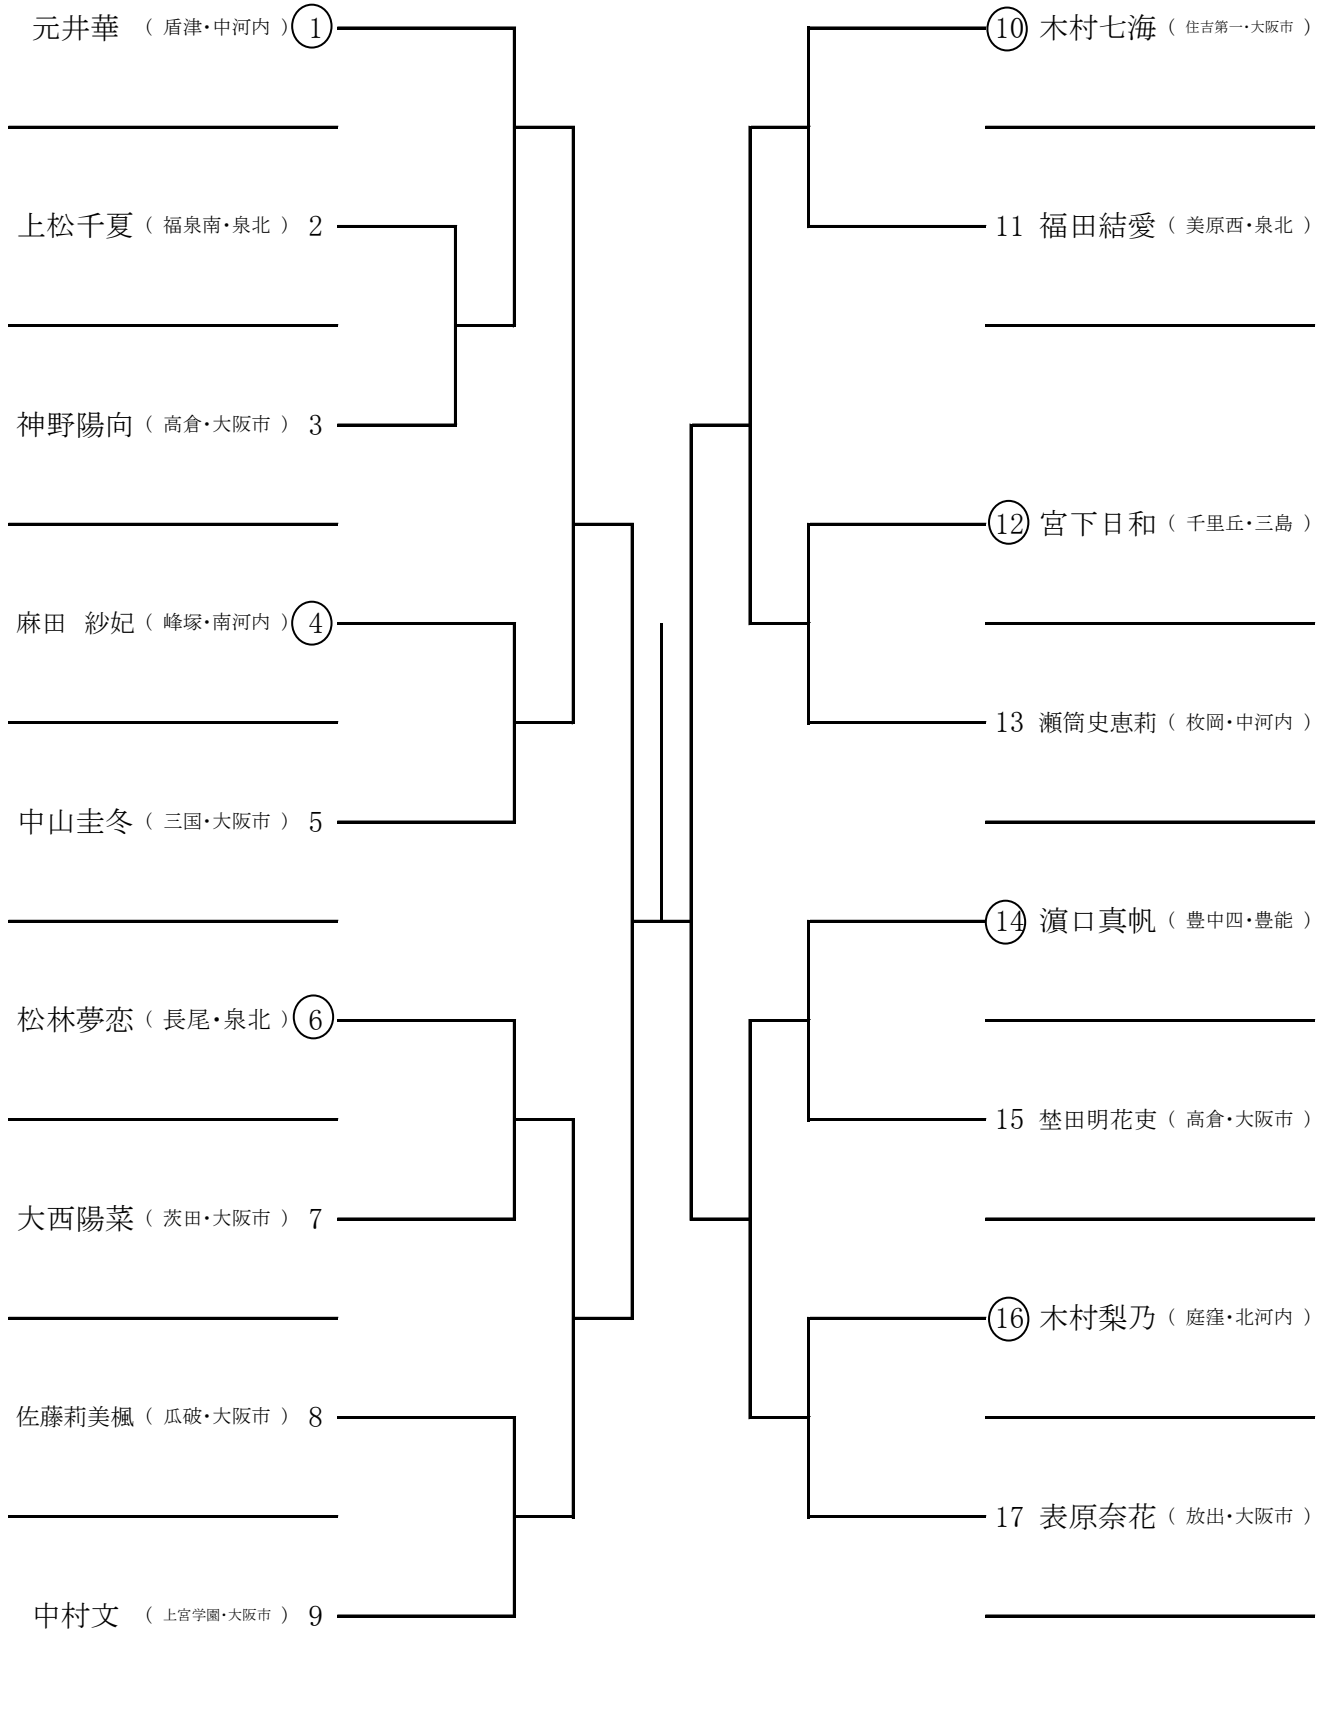 元井華 ( 盾津・中河内 ) 1
上松千夏 ( 福泉南・泉北 ) 2
神野陽向 ( 高倉・大阪市 ) 3
麻田 紗妃 ( 峰塚・南河内 ) 4
中山圭冬 ( 三国・大阪市 ) 5
松林夢恋 ( 長尾・泉北 ) 6
大西陽菜 ( 茨田・大阪市 ) 7
佐藤莉美楓 ( 瓜破・大阪市 ) 8
中村文 ( 上宮学園・大阪市 ) 9
10 木村七海 ( 住吉第一・大阪市 )
11 福田結愛 ( 美原西・泉北 )
12 宮下日和 ( 千里丘・三島 )
13 瀬筒史恵莉 ( 枚岡・中河内 )
14 濵口真帆 ( 豊中四・豊能 )
15 埜田明花吏 ( 高倉・大阪市 )
16 木村梨乃 ( 庭窪・北河内 )
17 表原奈花 ( 放出・大阪市 )